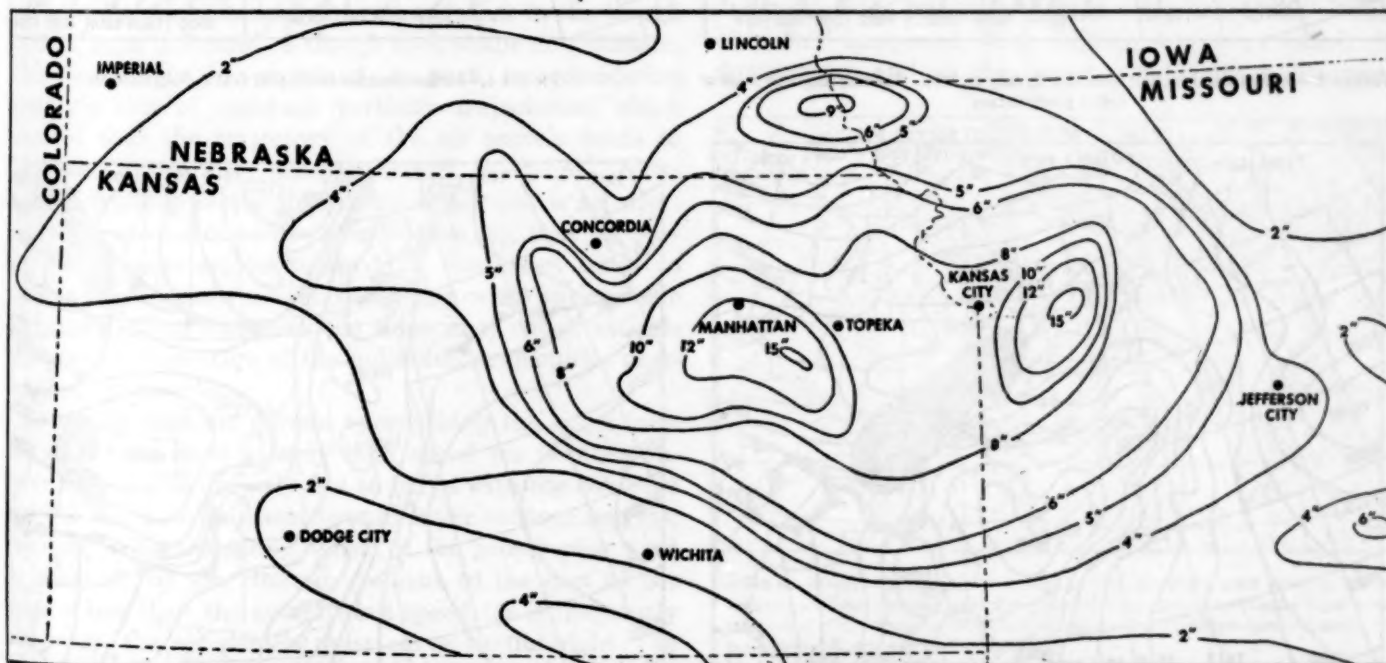 2"
LINCOLN
IMPERIAL
4"
IOWA
MISSOURI
9"
6"
5"
COLORADO
NEBRASKA
KANSAS
4"
5"
6"
2"
CONCORDIA
5"
8"
KANSAS
CITY
10"
12"
15"
MANHATTAN
TOPEKA
2"
6"
10"
12"
15"
8"
JEFFERSON
CITY
8"
2"
6"
5"
4"
4"
6"
DODGE CITY
WICHITA
4"
2"